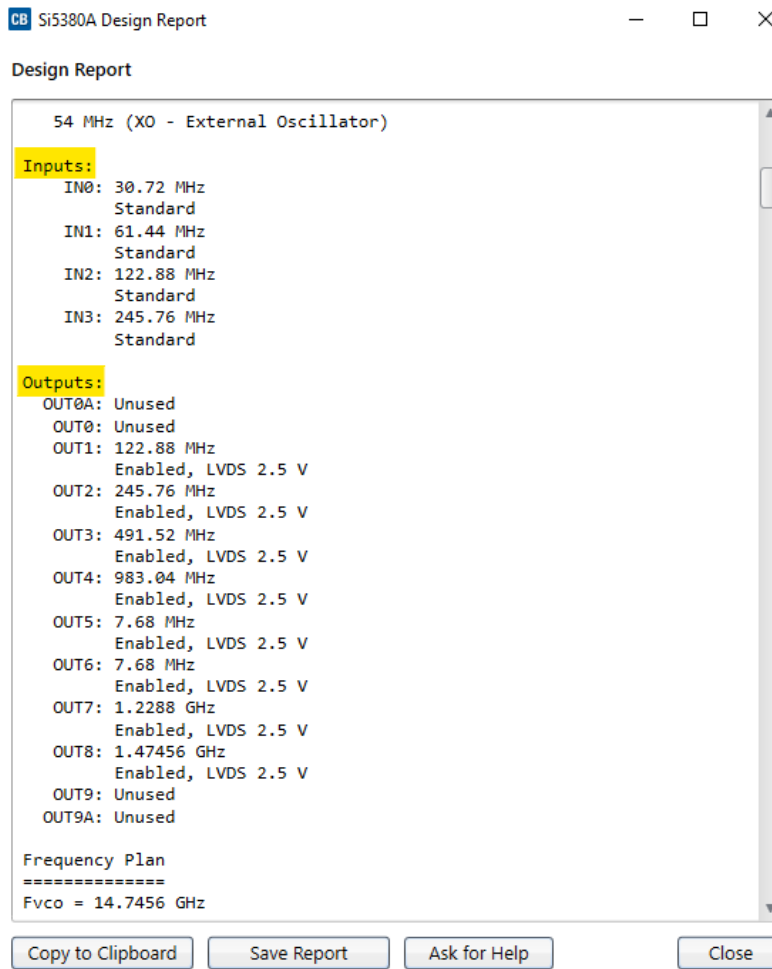 CB Si5380A Design Report
Design Report
54 MHz (XO - External Oscillator)
Inputs:
IN0: 30.72 MHz
Standard
IN1: 61.44 MHz
Standard
IN2: 122.88 MHz
Standard
IN3: 245.76 MHz
Standard
Outputs:
OUT0A: Unused
OUT0: Unused
OUT1: 122.88 MHz
Enabled, LVDS 2.5 V
OUT2: 245.76 MHz
Enabled, LVDS 2.5 V
OUT3: 491.52 MHz
Enabled, LVDS 2.5 V
OUT4: 983.04 MHz
Enabled, LVDS 2.5 V
OUT5: 7.68 MHz
Enabled, LVDS 2.5 V
OUT6: 7.68 MHz
Enabled, LVDS 2.5 V
OUT7: 1.2288 GHz
Enabled, LVDS 2.5 V
OUT8: 1.47456 GHz
Enabled, LVDS 2.5 V
OUT9: Unused
OUT9A: Unused
Frequency Plan
==============
Fvco = 14.7456 GHz
Copy to Clipboard Save Report Ask for Help Close